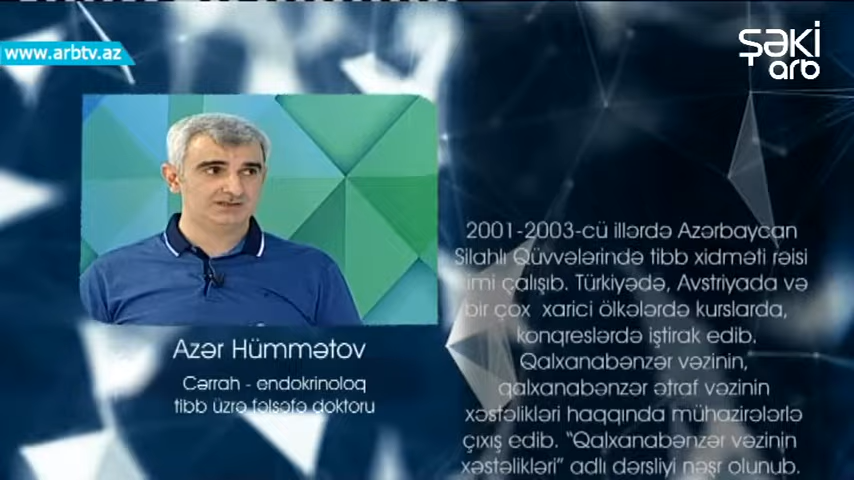 www.arbtv.az
ŞƏKİ
arb
2001-2003-cü illərdə Azərbaycan
Silahlı Qüvvələrində tibb xidməti rəisi
kimi çalışıb. Türkiyədə, Avstriyada və
bir çox xarici ölkələrdə kurslarda,
konqreslərdə iştirak edib.
Qalxanabənzər vəzinin,
qalxanabənzər ətraf vəzinin
xəstəlikləri haqqında mühazirələrlə
çıxış edib. “Qalxanabənzər vəzinin
xəstəlikləri” adlı dərsliyi nəşr olunub.
Azər Hümmətov
Cərrah - endokrinoloq
tibb üzrə fəlsəfə doktoru